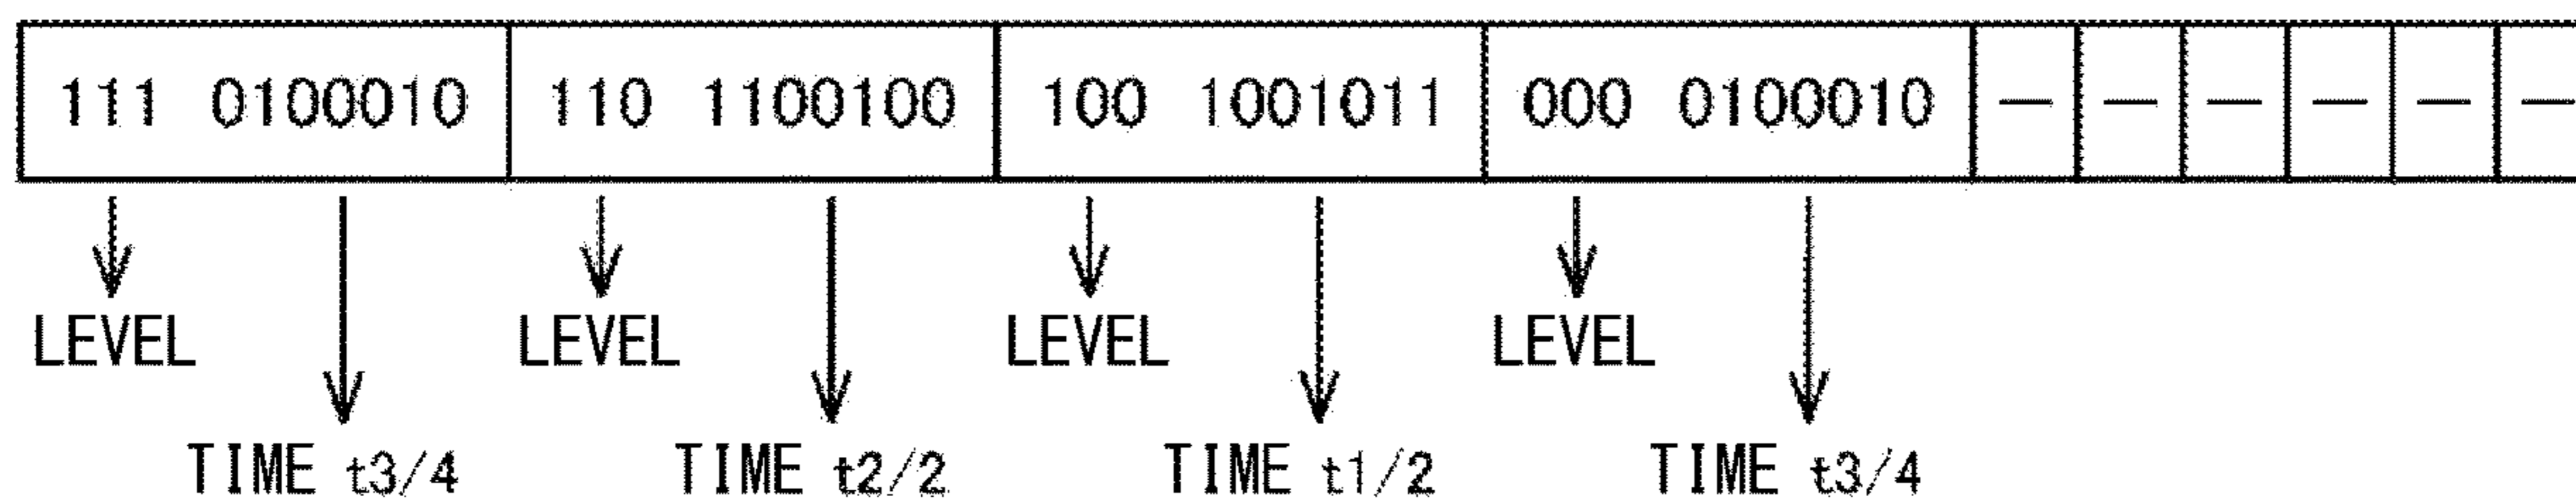 111 0100010 110 1100100 100 1001011 000 0100010 — — — — — —
LEVEL LEVEL LEVEL LEVEL
TIME t3/4 TIME t2/2 TIME t1/2 TIME t3/4